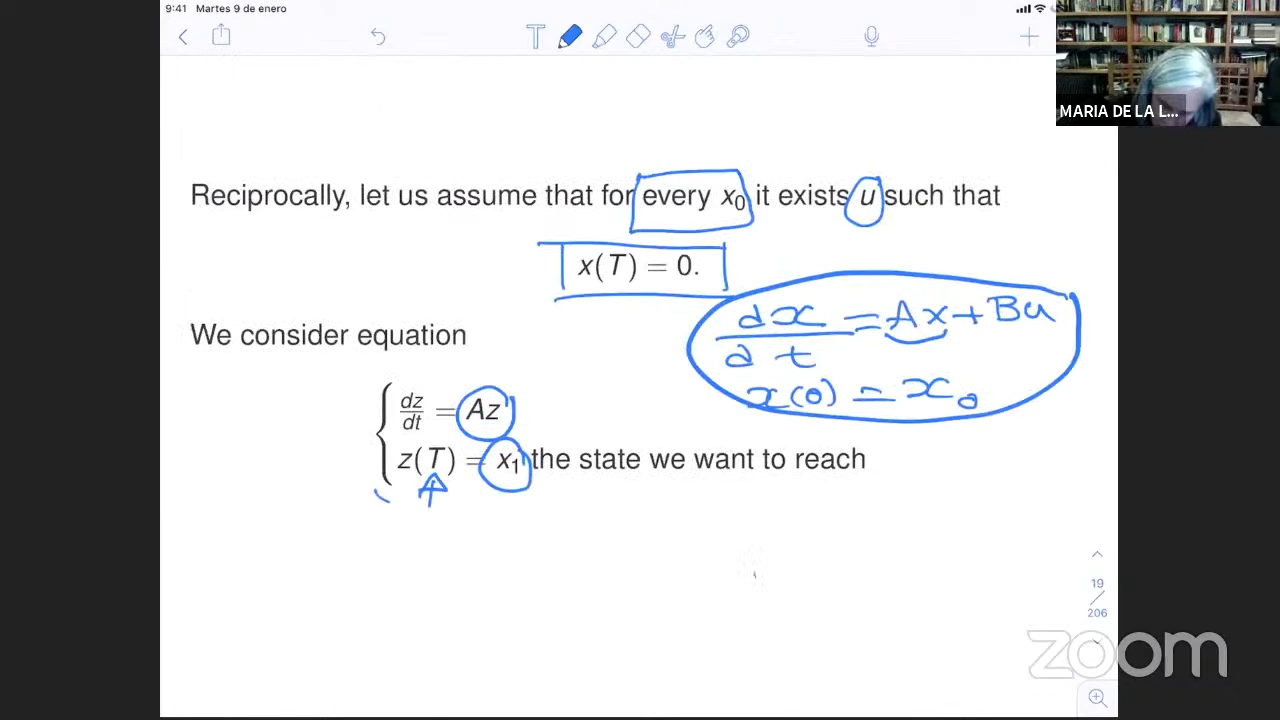 9:41 Martes 9 de enero
MARIA DE LA L...
Reciprocally, let us assume that for every x₀ it exists u such that
x(T) = 0.
dx/dt = Ax + Bu
x(0) = x₀
We consider equation
dz/dt = Az
z(T) = x₁ the state we want to reach
19
/
206
zoom